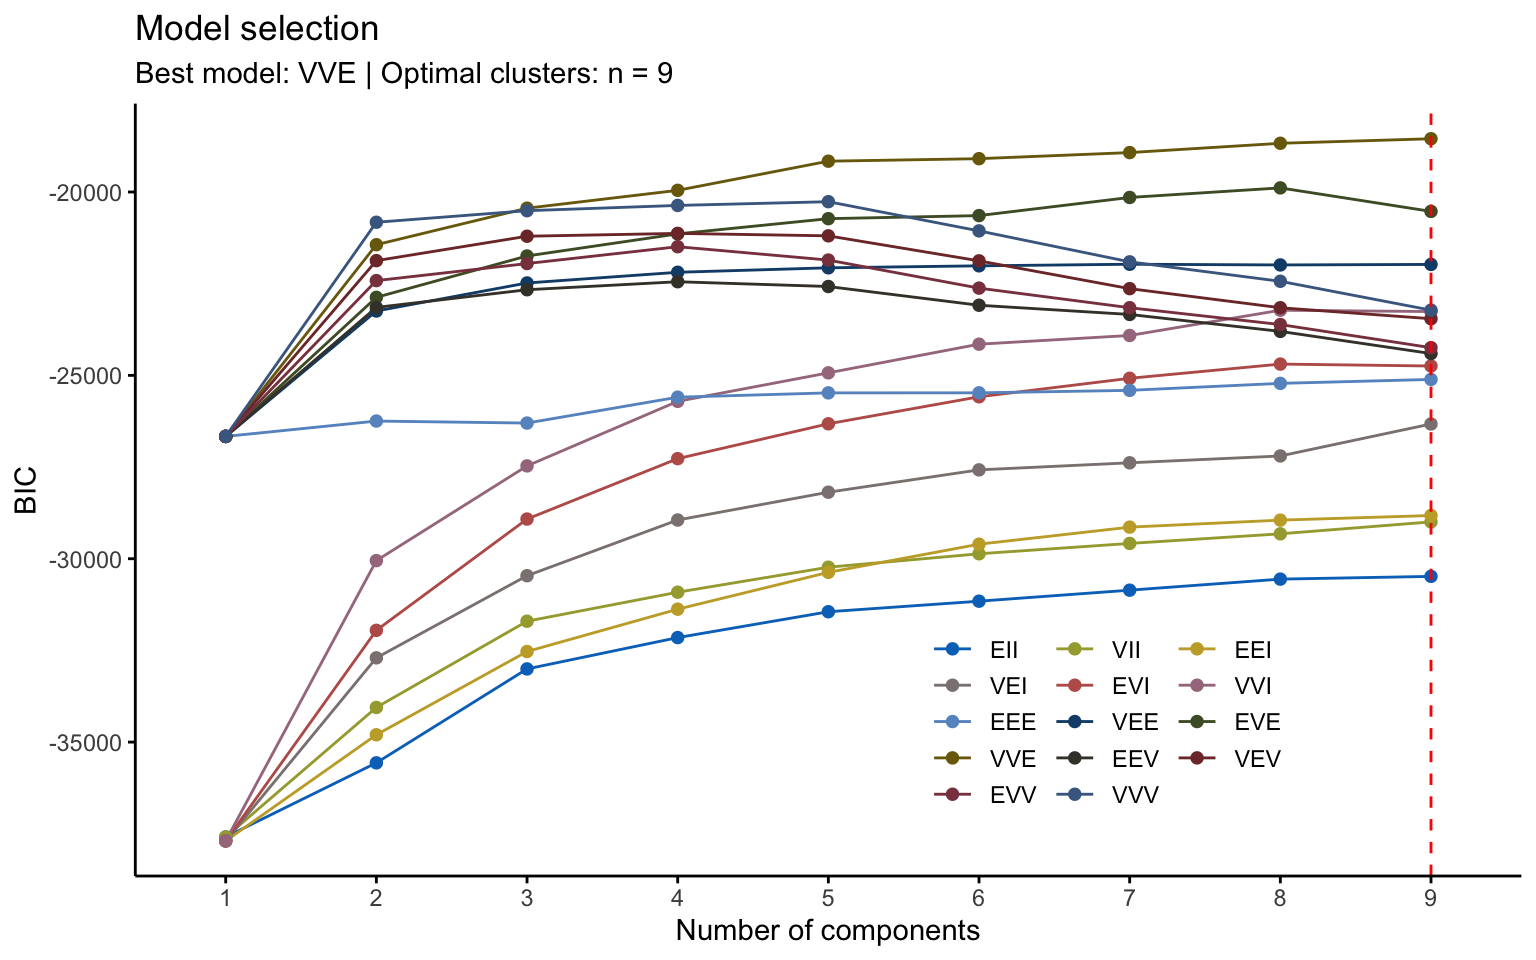 Model selection
Best model: VVE | Optimal clusters: n = 9
BIC
-20000
-25000
-30000
-35000
EII VII EEI
VEI EVI VVI
EEE VEE EVE
VVE EEV VEV
EVV VVV
1 2 3 4 5 6 7 8 9
Number of components